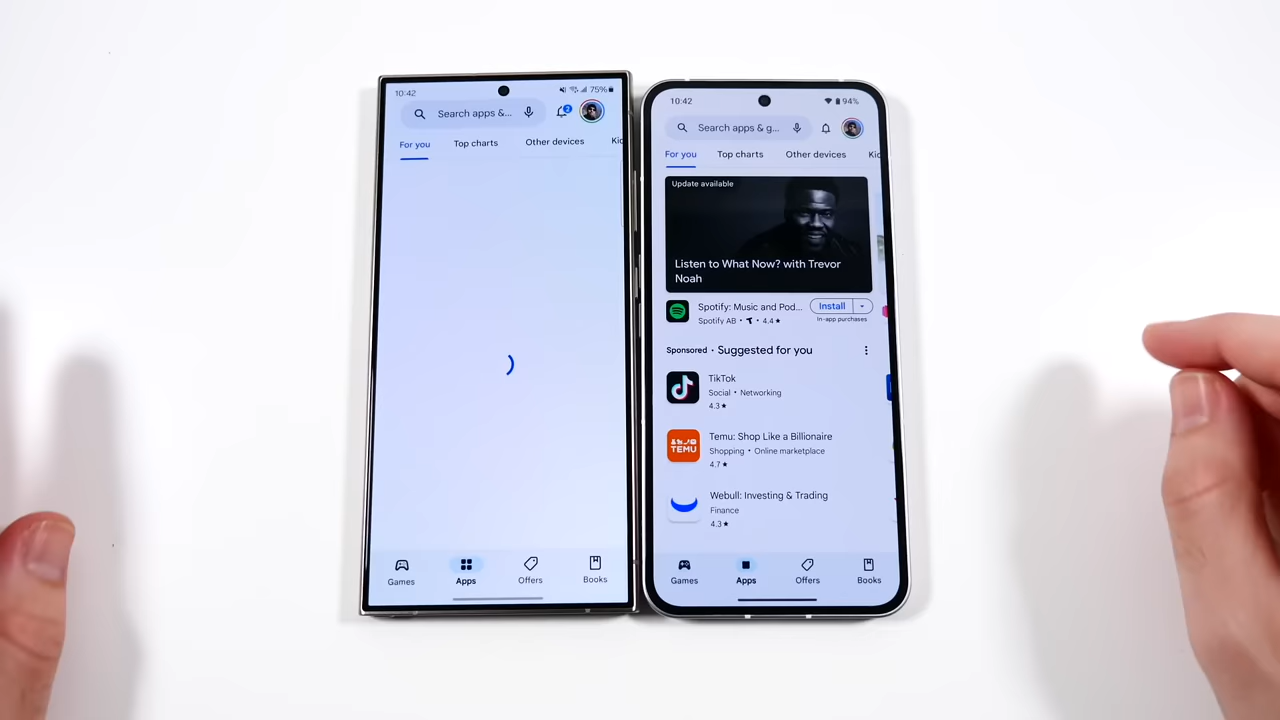 10:42
75%
Search apps &...
2
For you
Top charts
Other devices
Kid
Games
Apps
Offers
Books
10:42
94%
Search apps & g...
For you
Top charts
Other devices
Kid
Update available
Listen to What Now? with Trevor
Noah
Spotify: Music and Pod...
Install
Spotify AB • T • 4.4 ★
In-app purchases
Sponsored • Suggested for you
TikTok
Social • Networking
4.3 ★
TEMU
Temu: Shop Like a Billionaire
Shopping • Online marketplace
4.7 ★
Webull: Investing & Trading
Finance
4.3 ★
Games
Apps
Offers
Books